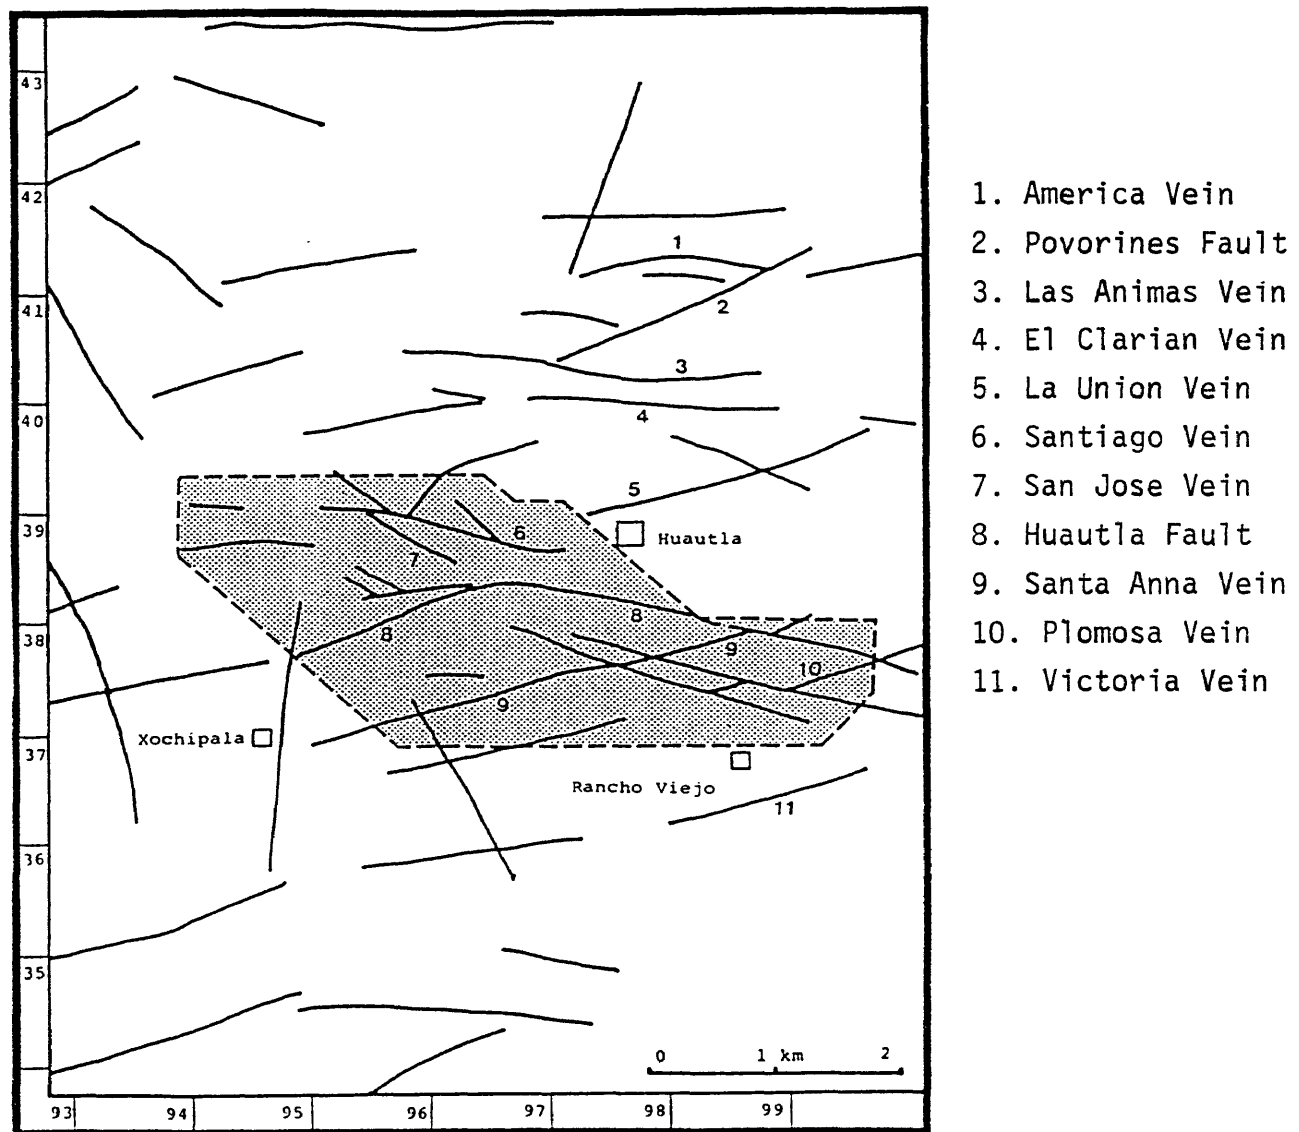 43
42
41
40
39
38
37
36
35
93 94 95 96 97 98 99
1
2
3
4
5
6
7
8
8
9
9
10
11
Huautla
Xochipala
Rancho Viejo
0 1 km 2
1. America Vein
2. Povorines Fault
3. Las Animas Vein
4. El Clarian Vein
5. La Union Vein
6. Santiago Vein
7. San Jose Vein
8. Huautla Fault
9. Santa Anna Vein
10. Plomosa Vein
11. Victoria Vein